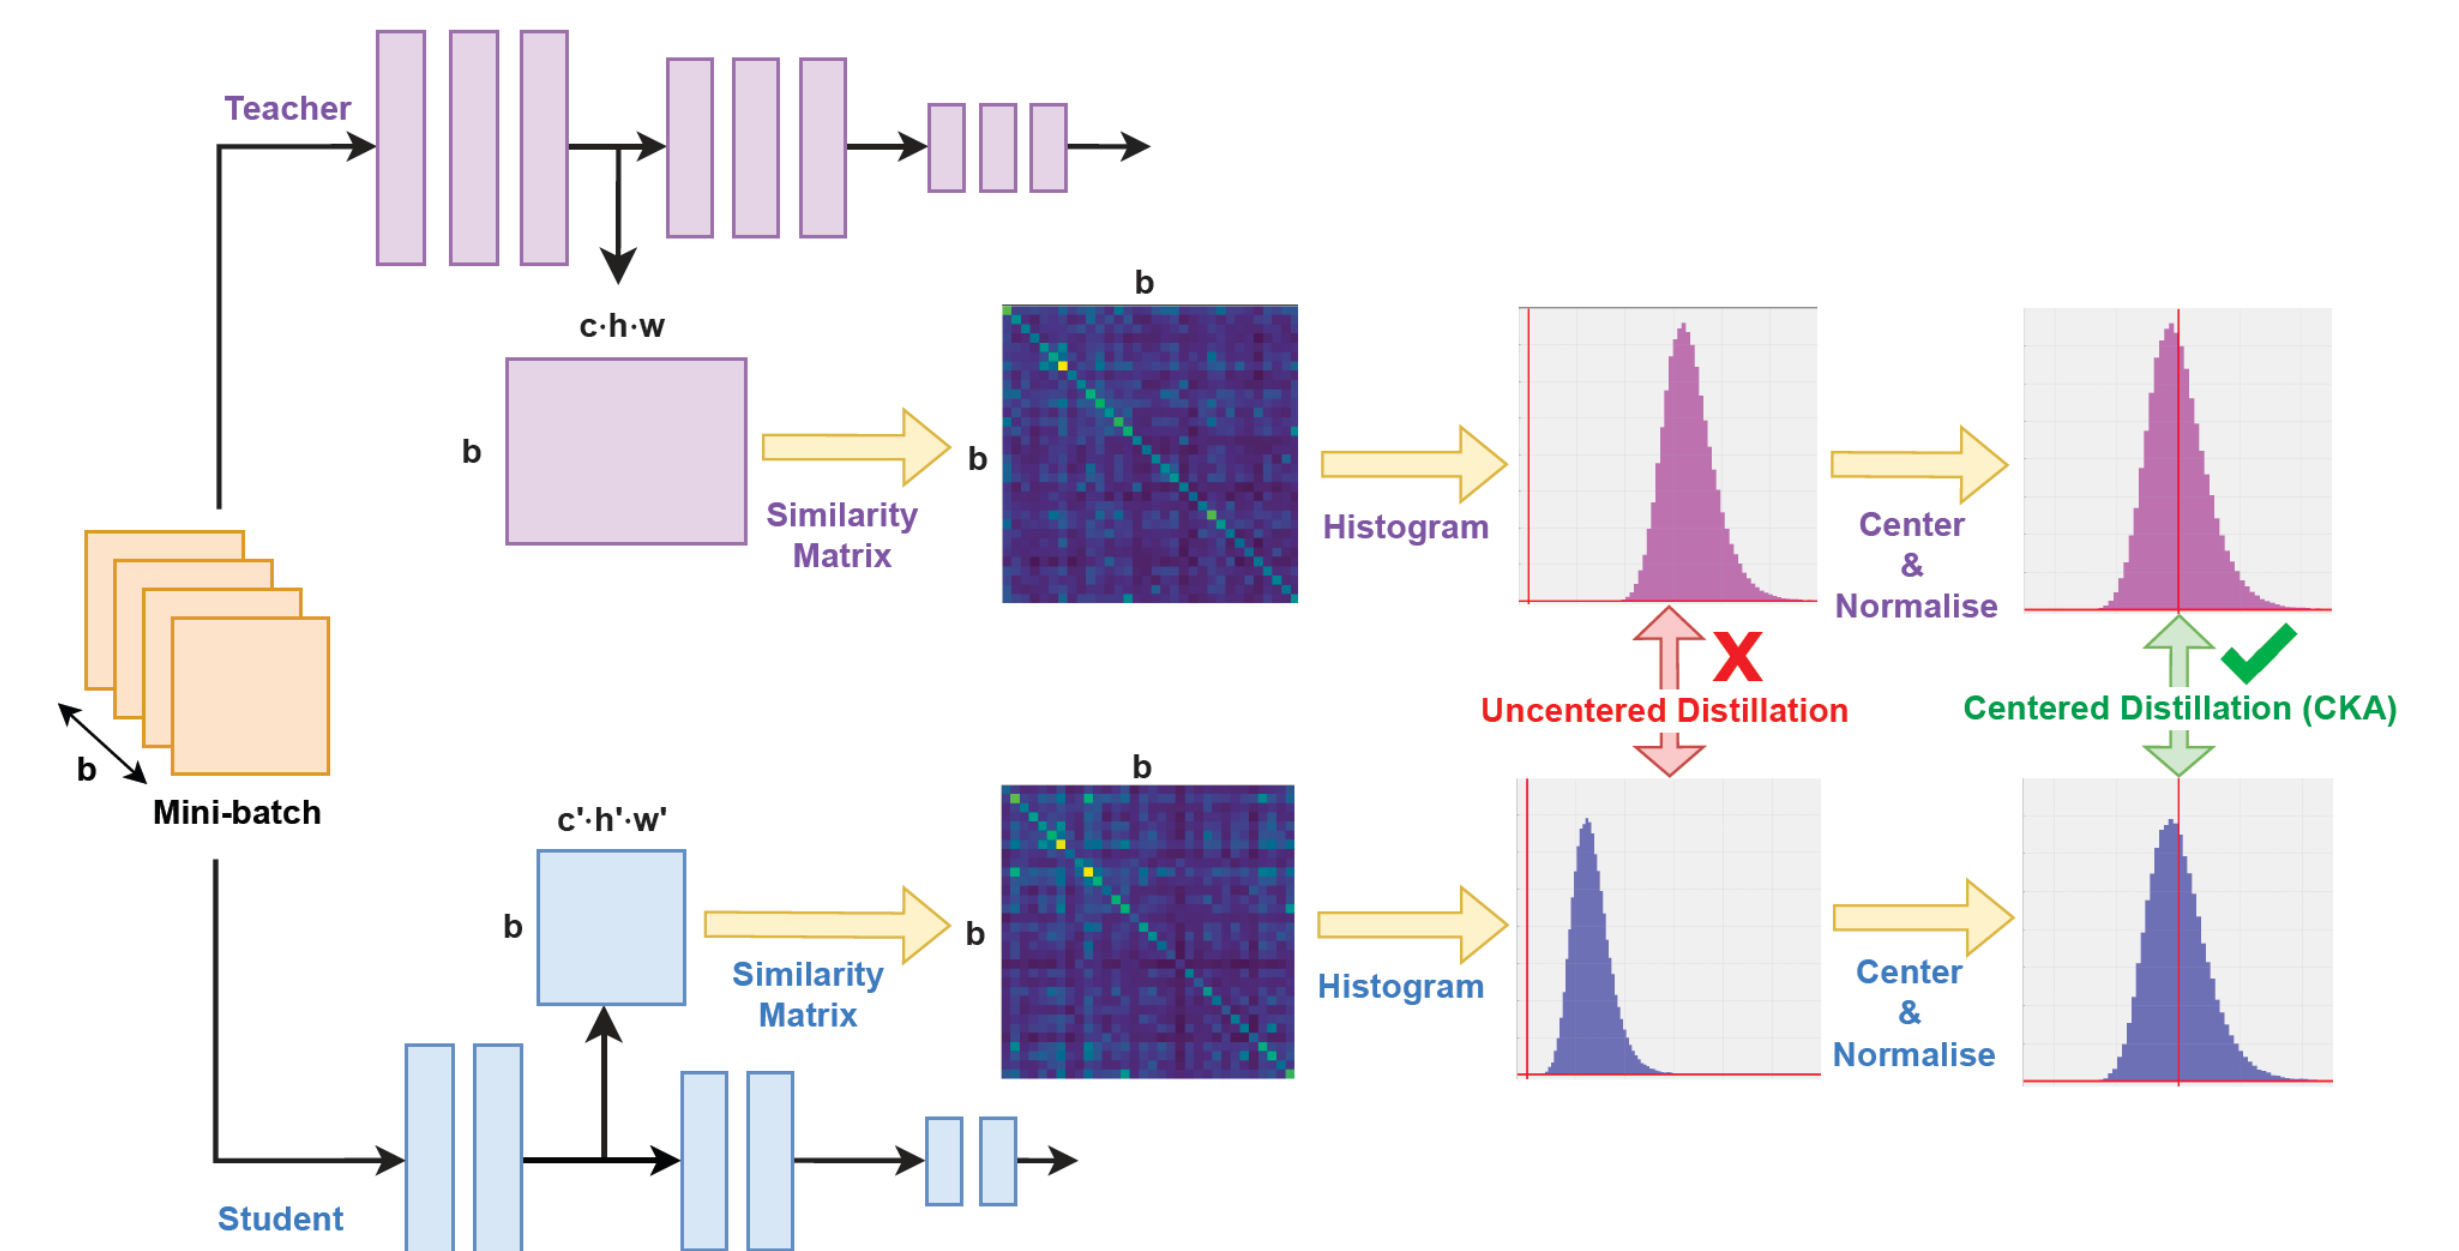 Teacher
c·h·w
b
Similarity
Matrix
b
b
Histogram
Center
&
Normalise
X
Uncentered Distillation
Centered Distillation (CKA)
b
Mini-batch
c'·h'·w'
b
Similarity
Matrix
b
b
Histogram
Center
&
Normalise
Student